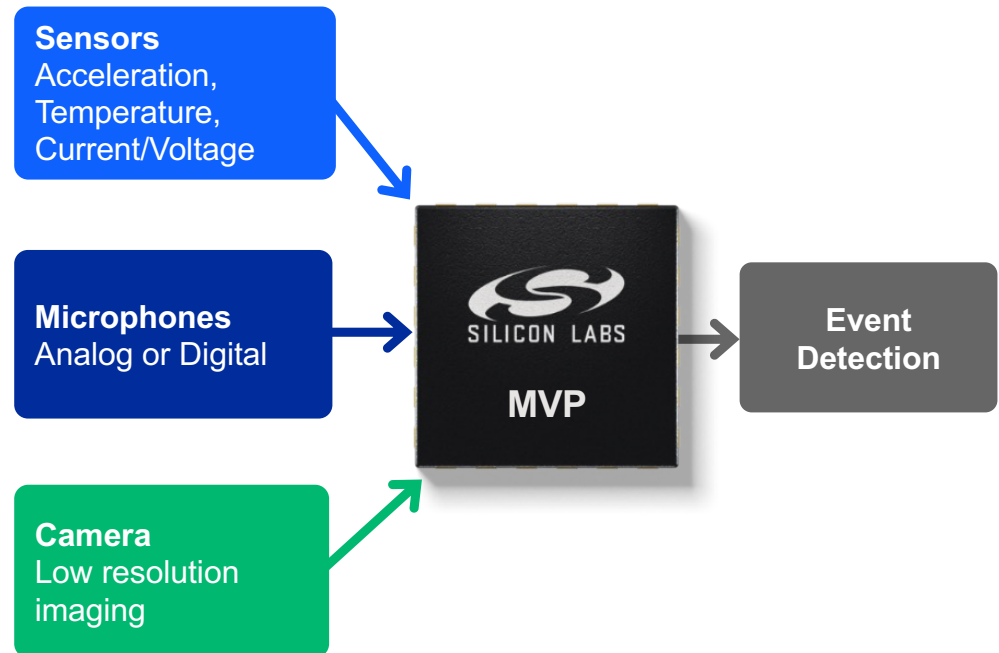 Sensors
Acceleration,
Temperature,
Current/Voltage
Microphones
Analog or Digital
Camera
Low resolution
imaging
SILICON LABS
MVP
Event
Detection